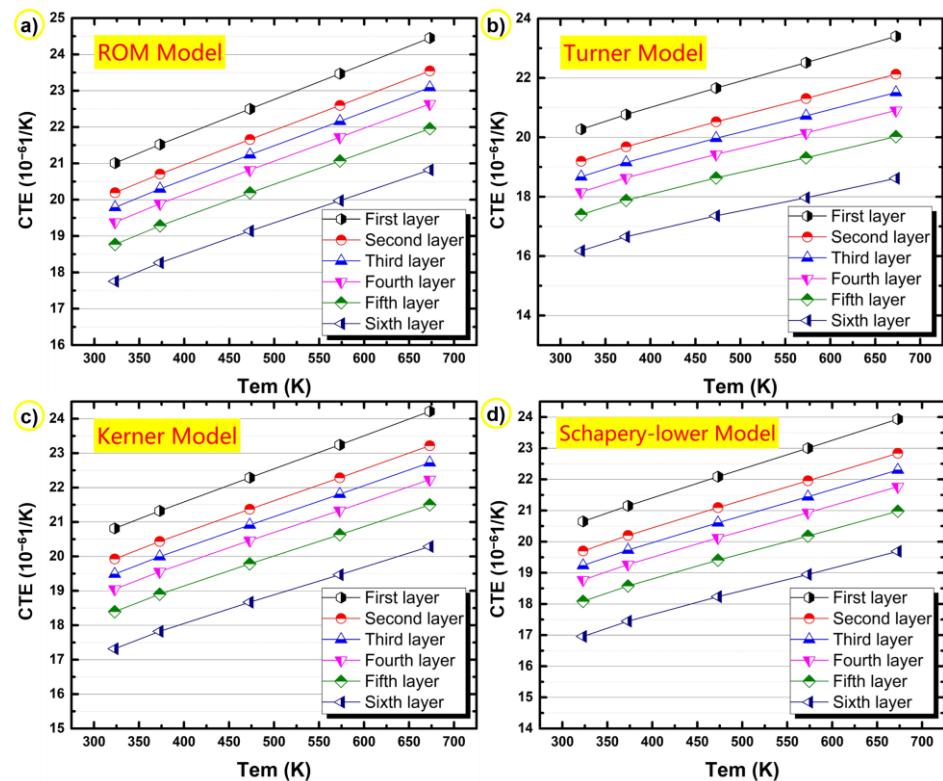 a)
ROM Model
CTE (10⁻⁶1/K)
25
24
23
22
21
20
19
18
17
16
First layer
Second layer
Third layer
Fourth layer
Fifth layer
Sixth layer
300 350 400 450 500 550 600 650 700
Tem (K)
b)
Turner Model
CTE (10⁻⁶1/K)
24
22
20
18
16
14
First layer
Second layer
Third layer
Fourth layer
Fifth layer
Sixth layer
300 350 400 450 500 550 600 650 700
Tem (K)
c)
Kerner Model
CTE (10⁻⁶1/K)
24
23
22
21
20
19
18
17
16
15
First layer
Second layer
Third layer
Fourth layer
Fifth layer
Sixth layer
300 350 400 450 500 550 600 650 700
Tem (K)
d)
Schapery-lower Model
CTE (10⁻⁶1/K)
24
23
22
21
20
19
18
17
16
15
14
First layer
Second layer
Third layer
Fourth layer
Fifth layer
Sixth layer
300 350 400 450 500 550 600 650 700
Tem (K)